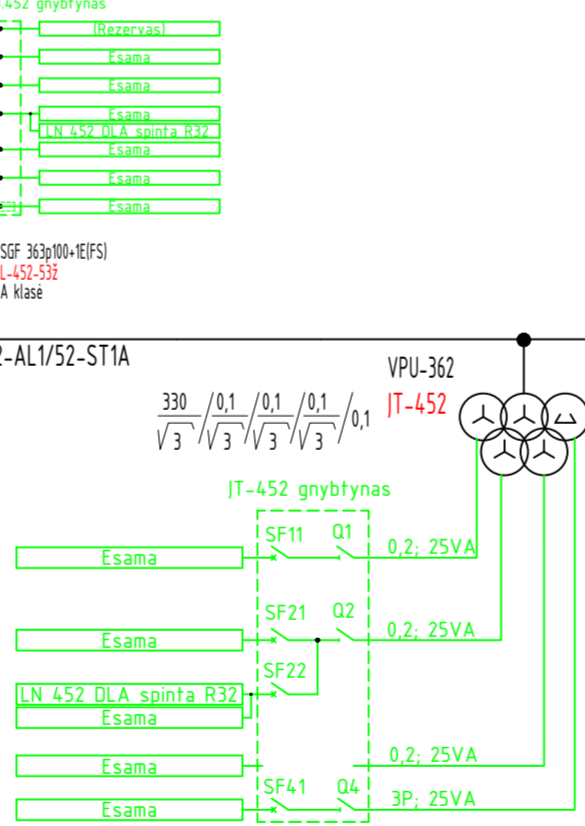 452 gnybtynas
(Rezervas)
Esama
Esama
Esama
LN 452 DLA spinta R32
Esama
Esama
Esama
SGF 363p100+1E(FS)
L-452-53ž
A klasė
2-AL1/52-ST1A
VPU-362
JT-452
330/√3 / 0,1/√3 / 0,1/√3 / 0,1/√3 / 0,1
JT-452 gnybtynas
SF11 Q1
Esama 0,2; 25VA
SF21 Q2
Esama 0,2; 25VA
SF22
LN 452 DLA spinta R32
Esama
Esama 0,2; 25VA
SF41 Q4
Esama 3P; 25VA